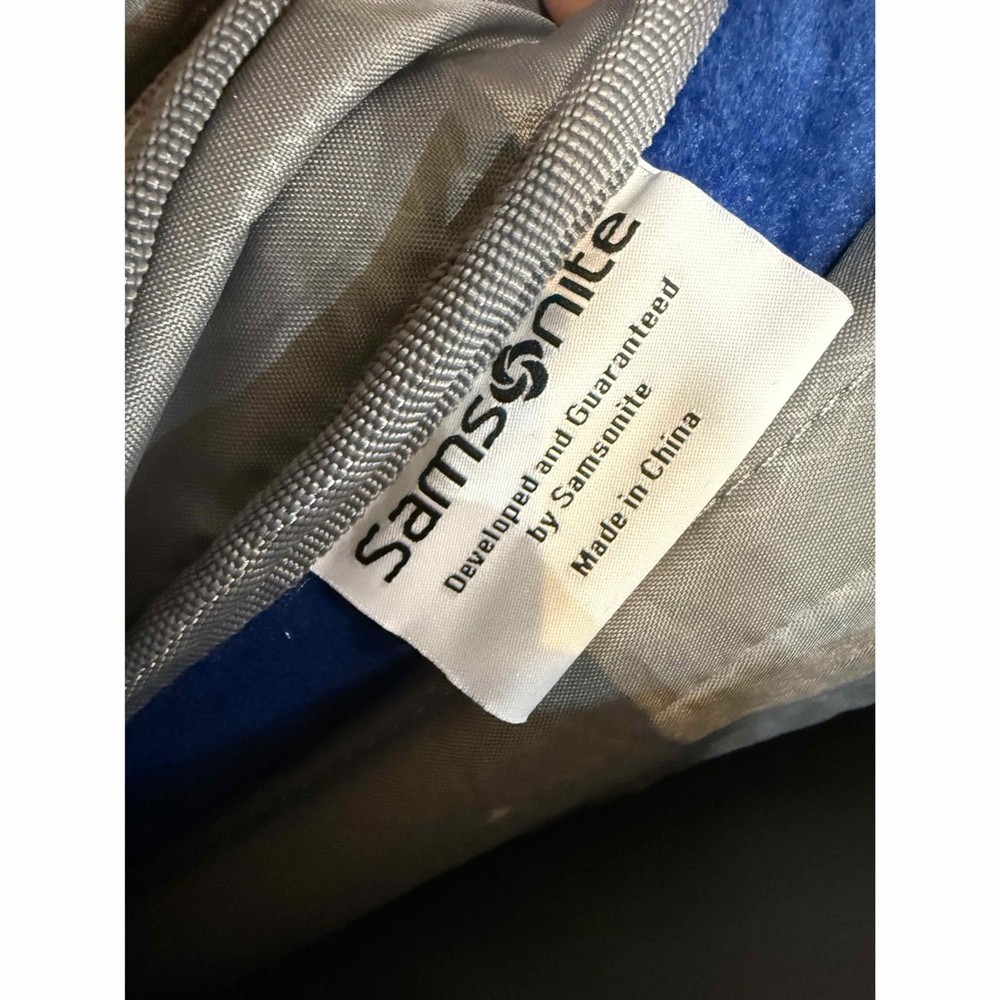 Samsonite
Developed and Guaranteed
by Samsonite
Made in China